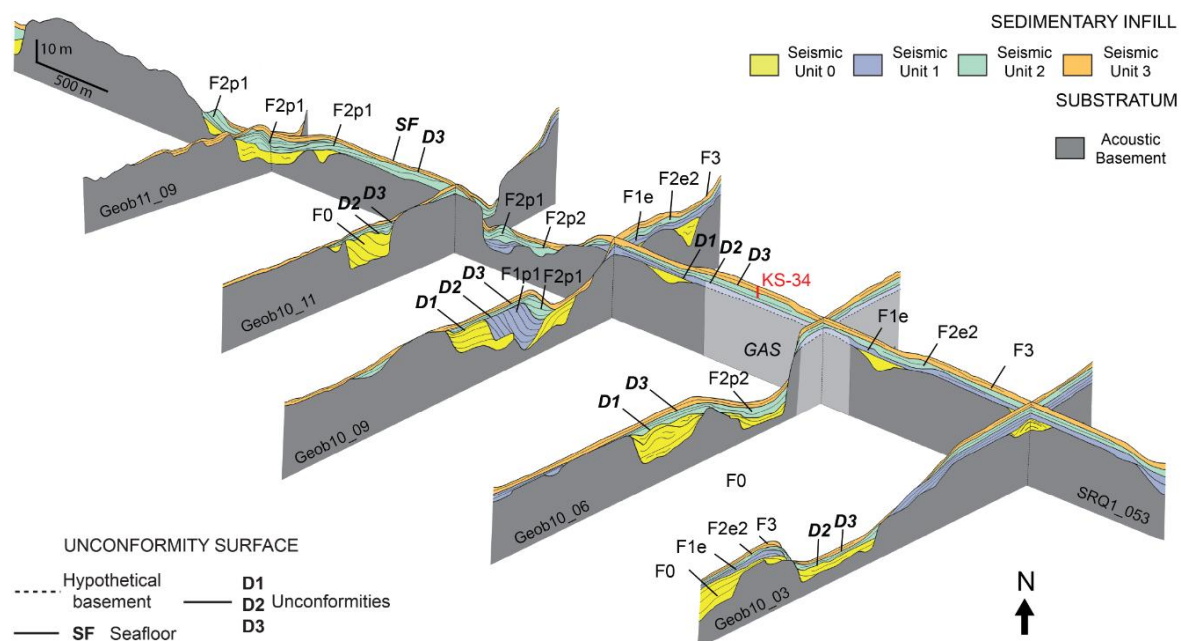 SEDIMENTARY INFILL
Seismic Unit 0
Seismic Unit 1
Seismic Unit 2
Seismic Unit 3
SUBSTRATUM
Acoustic Basement
10 m
500 m
F2p1
F2p1
F2p1
SF
D3
Geob11_09
F0
D2
D3
F2p1
F2p2
F1e
F2e2
F3
Geob10_11
D1
D2
D3
F1p1
F2p1
D1
D2
D3
KS-34
GAS
F1e
F2e2
F3
Geob10_09
D1
D3
F2p2
Geob10_06
F0
SRQ1_053
F0
F1e
F2e2
F3
D2
D3
Geob10_03
N
UNCONFORMITY SURFACE
Hypothetical basement
SF Seafloor
D1
D2 Unconformities
D3